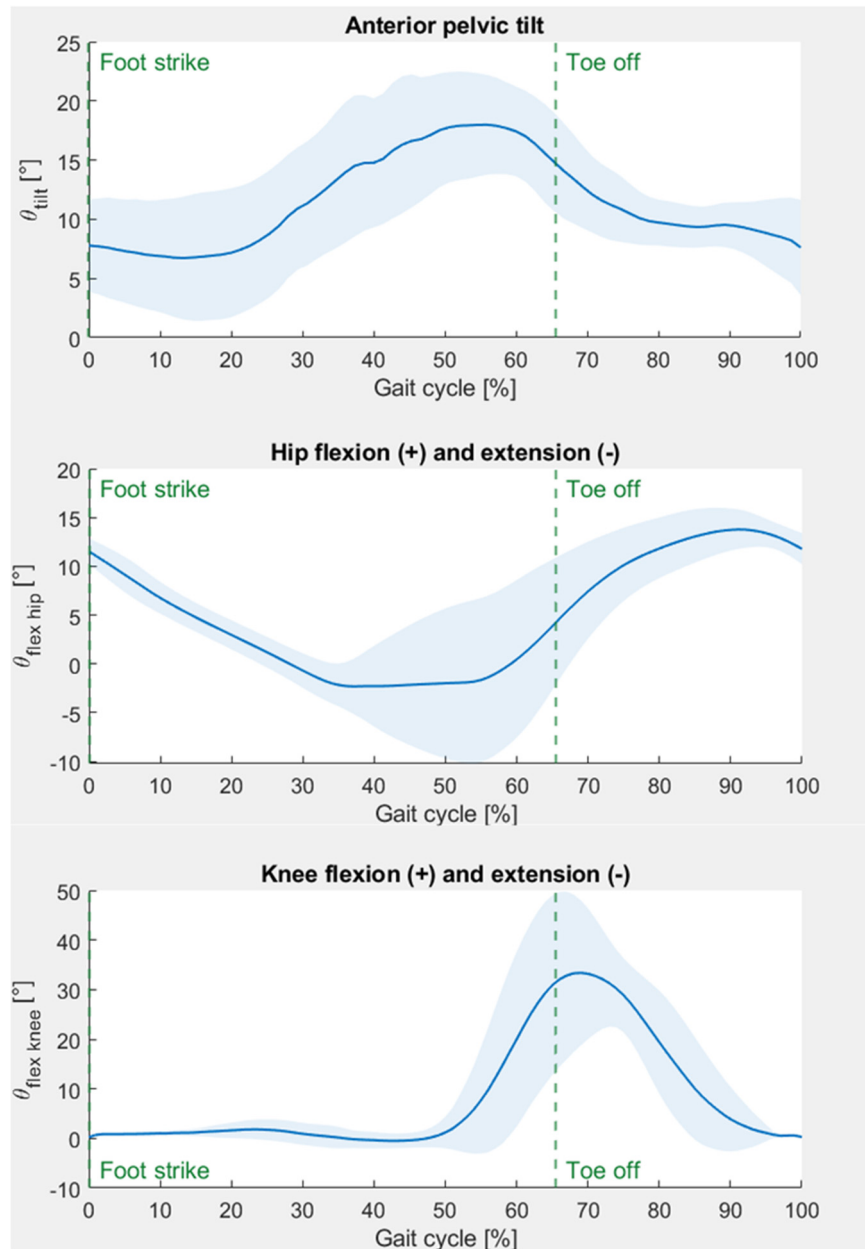 Anterior pelvic tilt
25
20
15
10
5
0
θtilt [°]
Foot strike
Toe off
0 10 20 30 40 50 60 70 80 90 100
Gait cycle [%]
Hip flexion (+) and extension (-)
20
15
10
5
0
-5
-10
θflex hip [°]
Foot strike
Toe off
0 10 20 30 40 50 60 70 80 90 100
Gait cycle [%]
Knee flexion (+) and extension (-)
50
40
30
20
10
0
-10
θflex knee [°]
Foot strike
Toe off
0 10 20 30 40 50 60 70 80 90 100
Gait cycle [%]